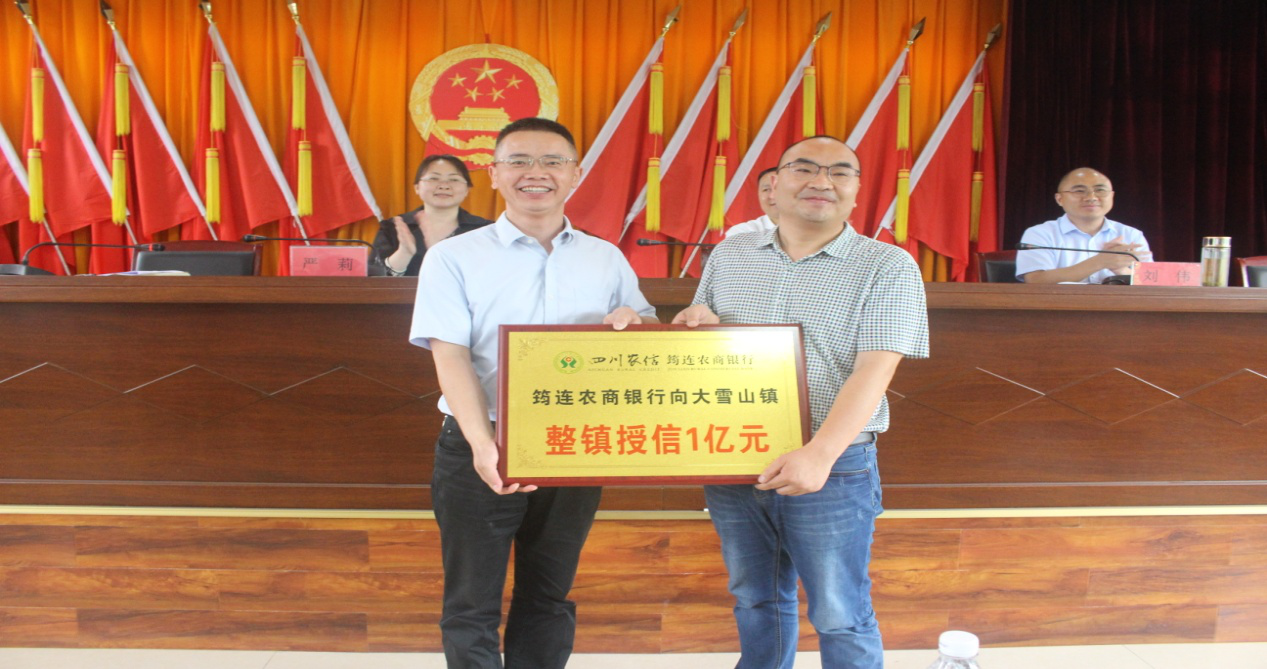 严 莉
刘 伟
四川农信 筠连农商银行
筠连农商银行向大雪山镇
整镇授信1亿元